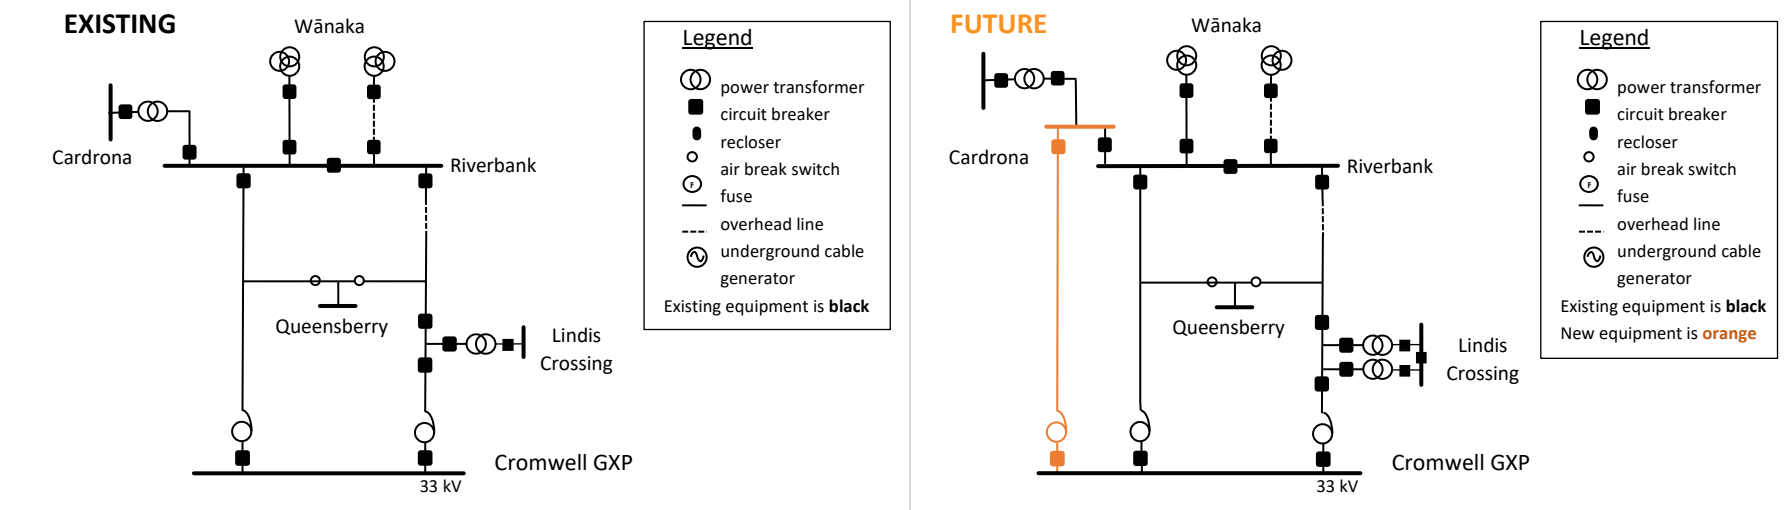 EXISTING
Wānaka
Cardrona
Riverbank
Queensberry
Lindis
Crossing
Cromwell GXP
33 kV
Legend
power transformer
circuit breaker
recloser
air break switch
F
fuse
overhead line
underground cable
generator
Existing equipment is black
FUTURE
Wānaka
Cardrona
Riverbank
Queensberry
Lindis
Crossing
Cromwell GXP
33 kV
Legend
power transformer
circuit breaker
recloser
air break switch
F
fuse
overhead line
underground cable
generator
Existing equipment is black
New equipment is orange